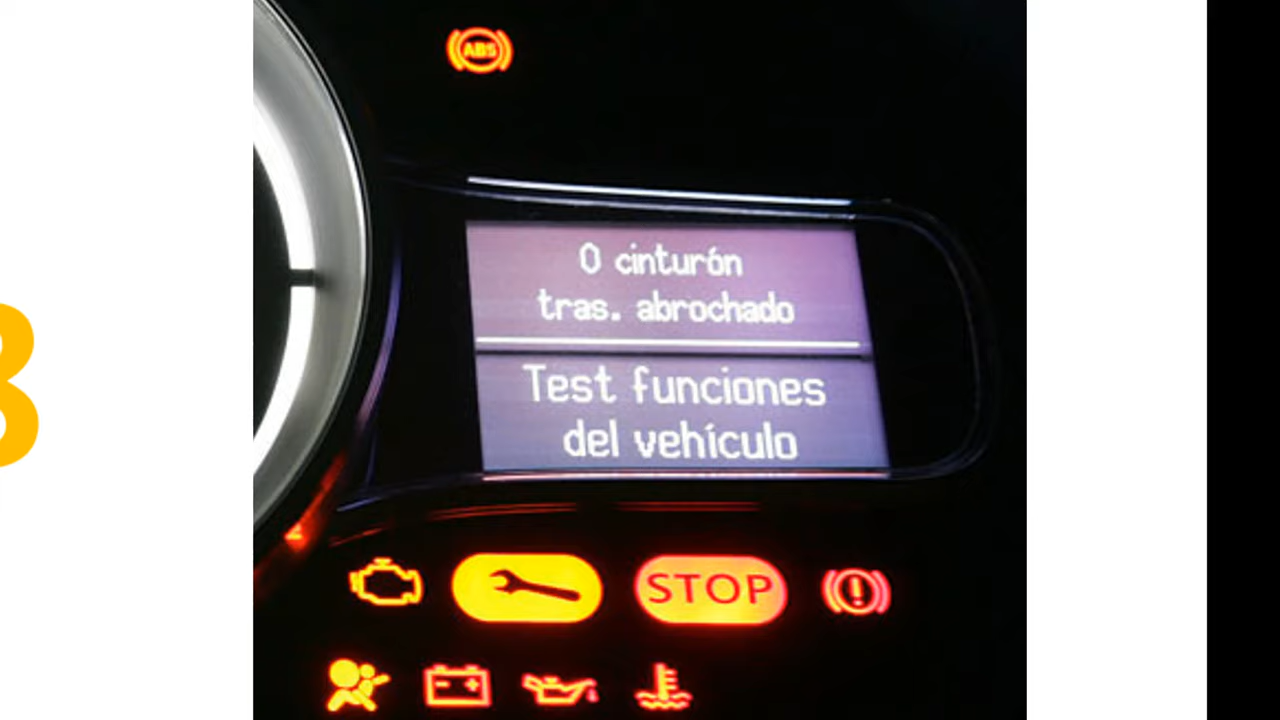 ABS
0 cinturón
tras. abrochado
Test funciones
del vehículo
STOP